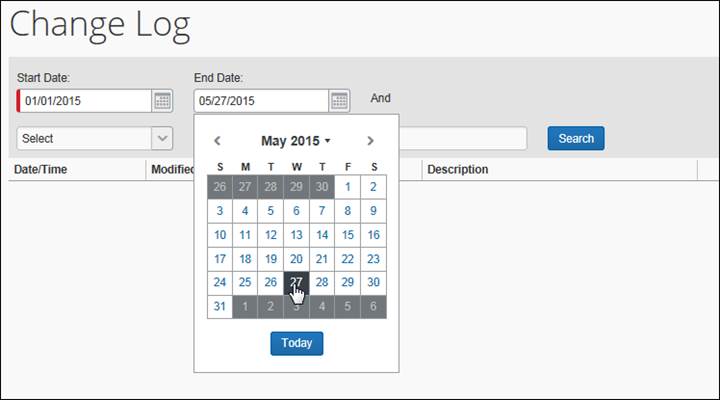 Change Log
Start Date: End Date:
01/01/2015 05/27/2015 And
Select Search
May 2015
Date/Time Modified Description
S M T W T F S
26 27 28 29 30 1 2
3 4 5 6 7 8 9
10 11 12 13 14 15 16
17 18 19 20 21 22 23
24 25 26 27 28 29 30
31 1 2 3 4 5 6
Today